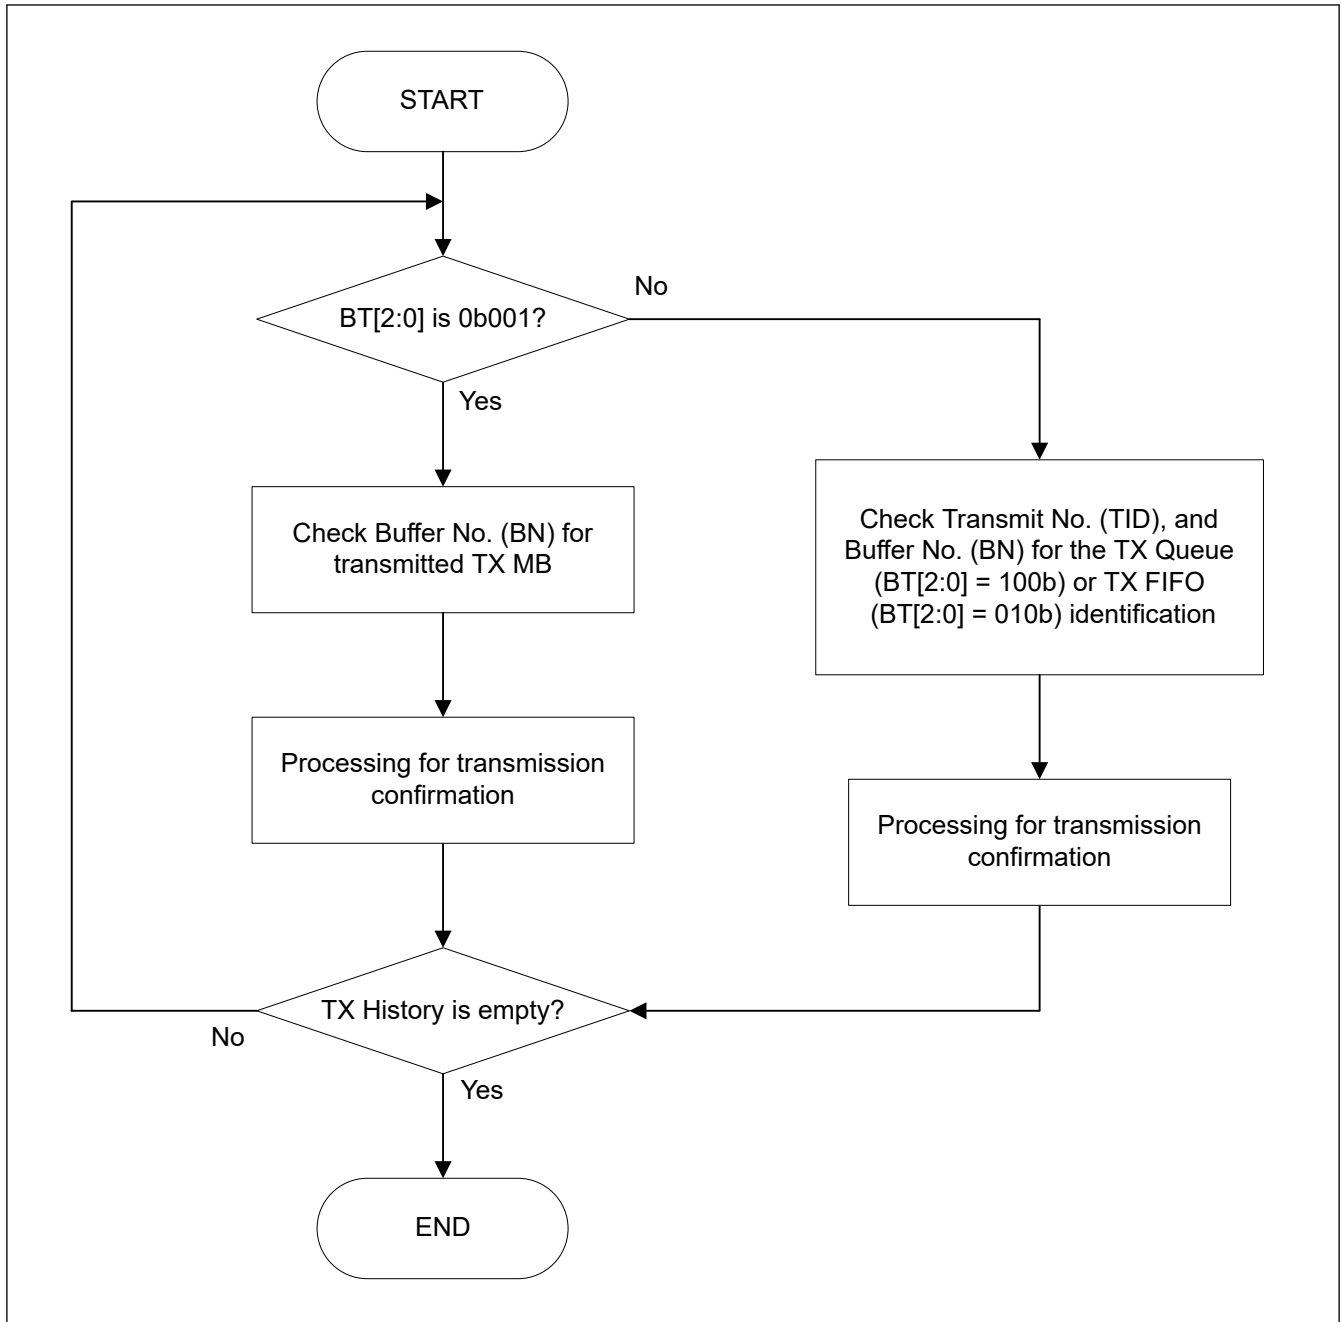 START
BT[2:0] is 0b001?
No
Yes
Check Buffer No. (BN) for
transmitted TX MB
Check Transmit No. (TID), and
Buffer No. (BN) for the TX Queue
(BT[2:0] = 100b) or TX FIFO
(BT[2:0] = 010b) identification
Processing for transmission
confirmation
Processing for transmission
confirmation
TX History is empty?
No
Yes
END